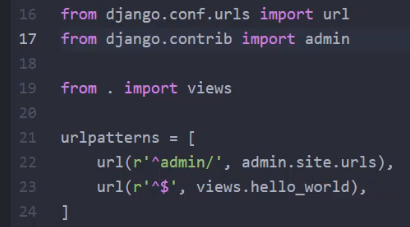 16 from django.conf.urls import url
17 from django.contrib import admin
18
19 from . import views
20
21 urlpatterns = [
22     url(r'^admin/', admin.site.urls),
23     url(r'^$', views.hello_world),
24 ]